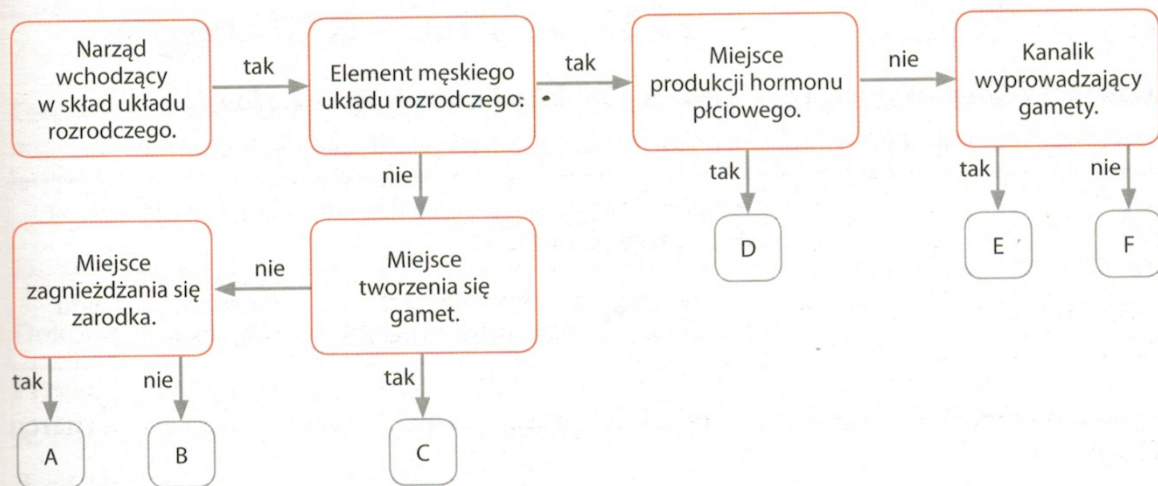 Narząd
wchodzący
w skład układu
rozrodczego.
tak
Element męskiego
układu rozrodczego.
tak
Miejsce
produkcji hormonu
płciowego.
nie
Kanalik
wyprowadzający
gamety.
nie
tak
tak
nie
D
E
F
Miejsce
zagnieżdżania się
zarodka.
nie
Miejsce
tworzenia się
gamet.
tak
nie
tak
A
B
C